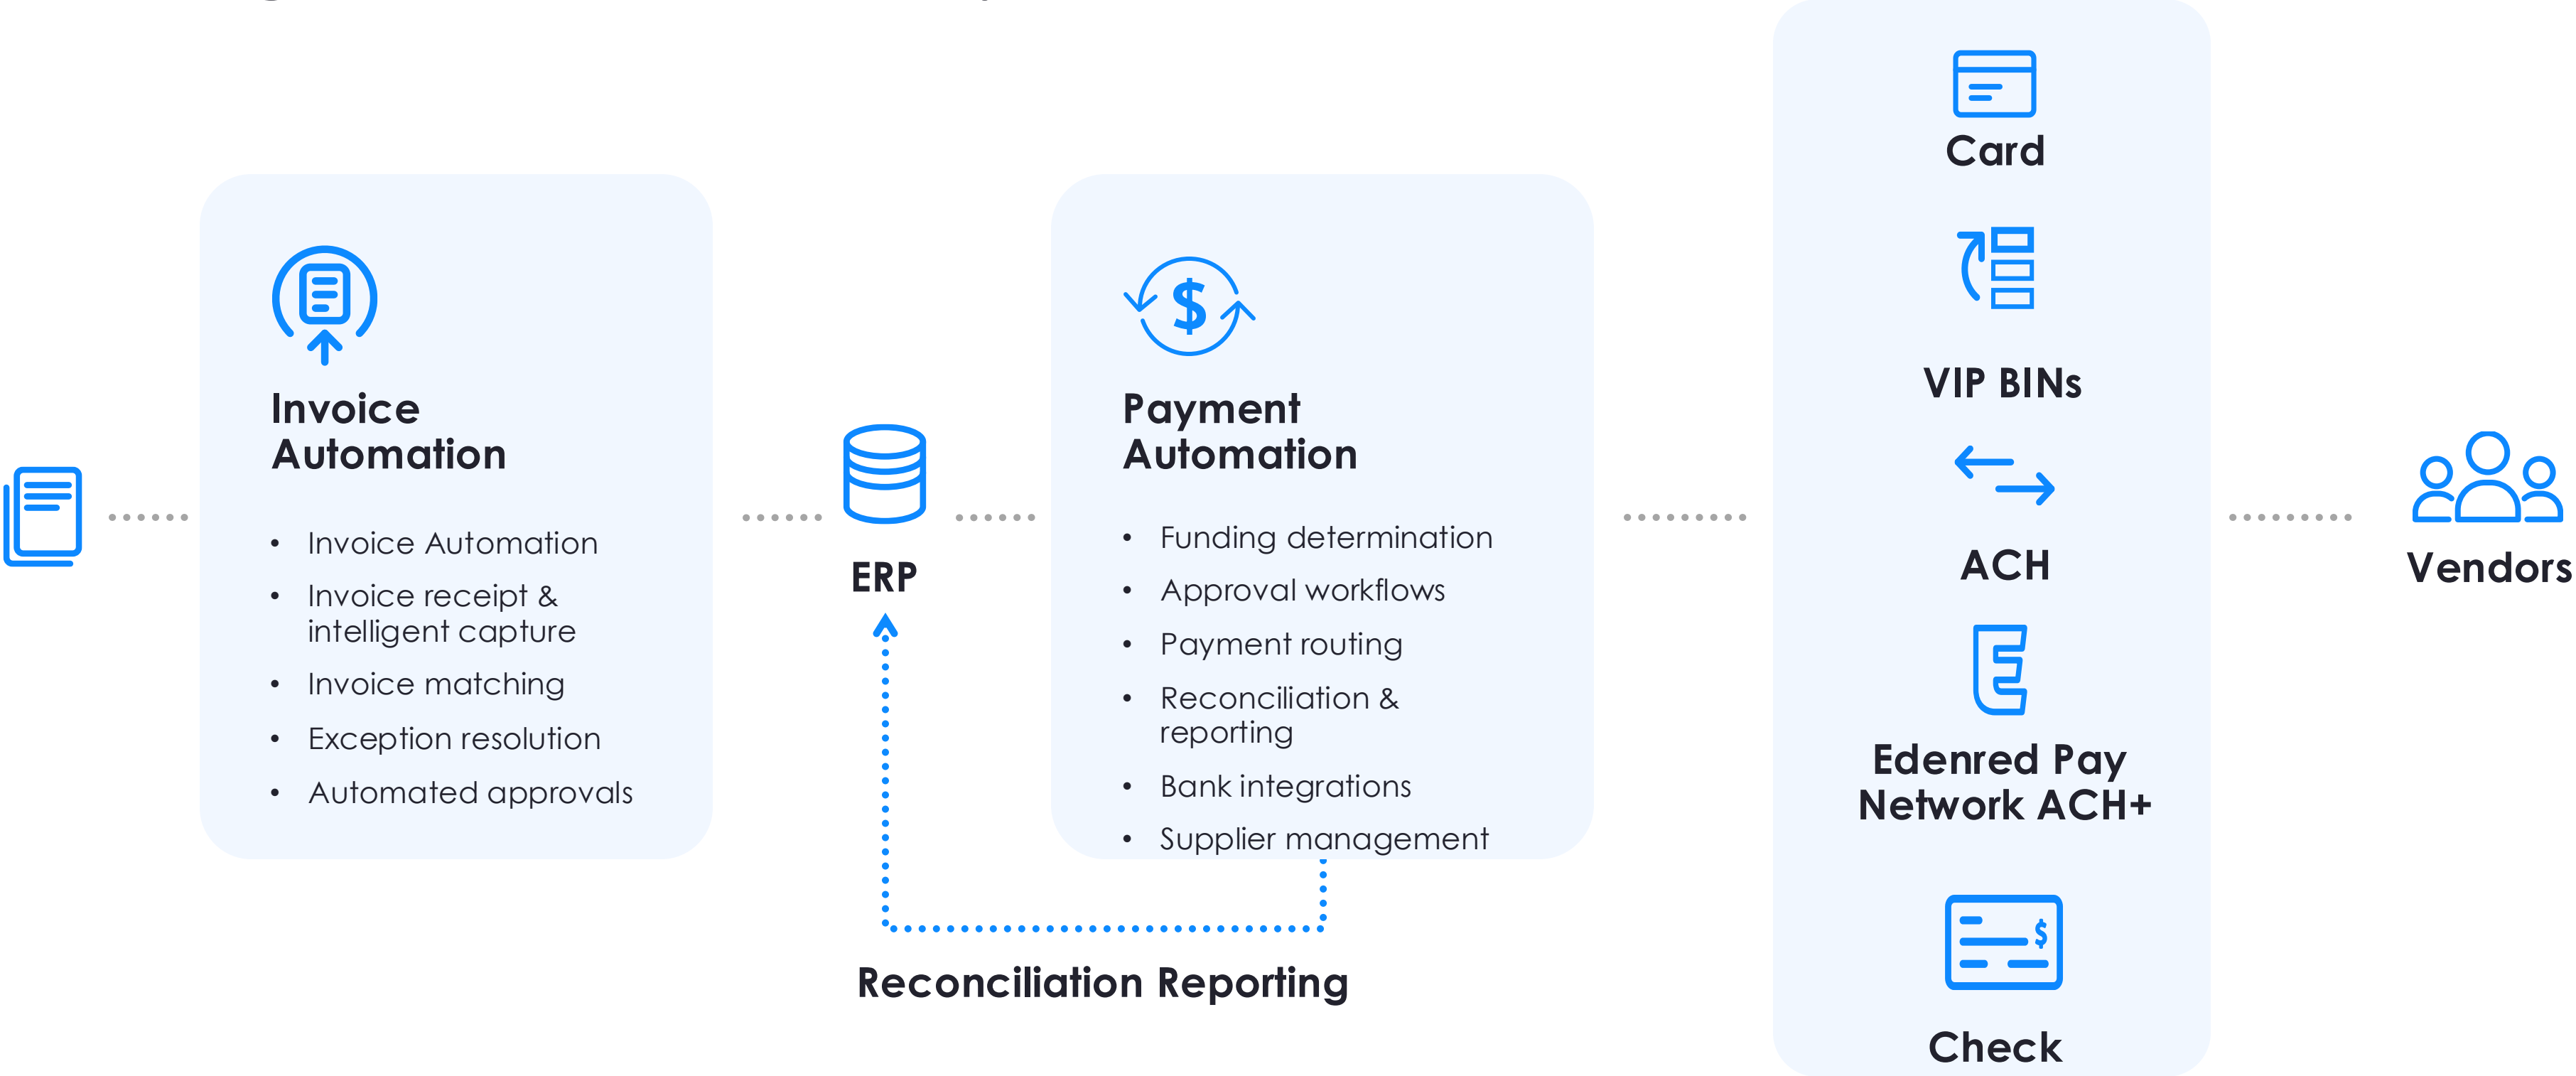 Invoice
Automation
• Invoice Automation
• Invoice receipt &
intelligent capture
• Invoice matching
• Exception resolution
• Automated approvals
ERP
$
Payment
Automation
• Funding determination
• Approval workflows
• Payment routing
• Reconciliation &
reporting
• Bank integrations
• Supplier management
Reconciliation Reporting
Card
VIP BINs
ACH
Edenred Pay
Network ACH+
$
Check
Vendors